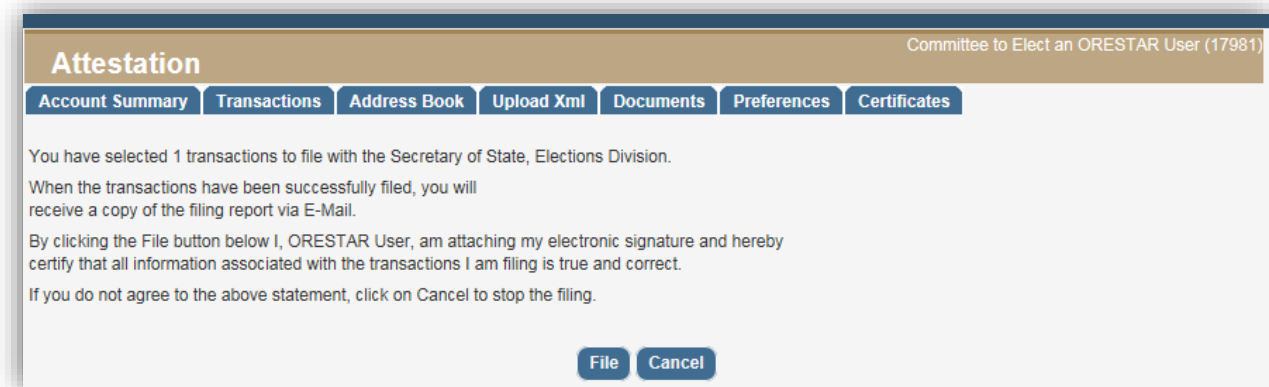 Committee to Elect an ORESTAR User (17981)
Attestation
Account Summary Transactions Address Book Upload Xml Documents Preferences Certificates
You have selected 1 transactions to file with the Secretary of State, Elections Division.
When the transactions have been successfully filed, you will
receive a copy of the filing report via E-Mail.
By clicking the File button below I, ORESTAR User, am attaching my electronic signature and hereby
certify that all information associated with the transactions I am filing is true and correct.
If you do not agree to the above statement, click on Cancel to stop the filing.
File Cancel